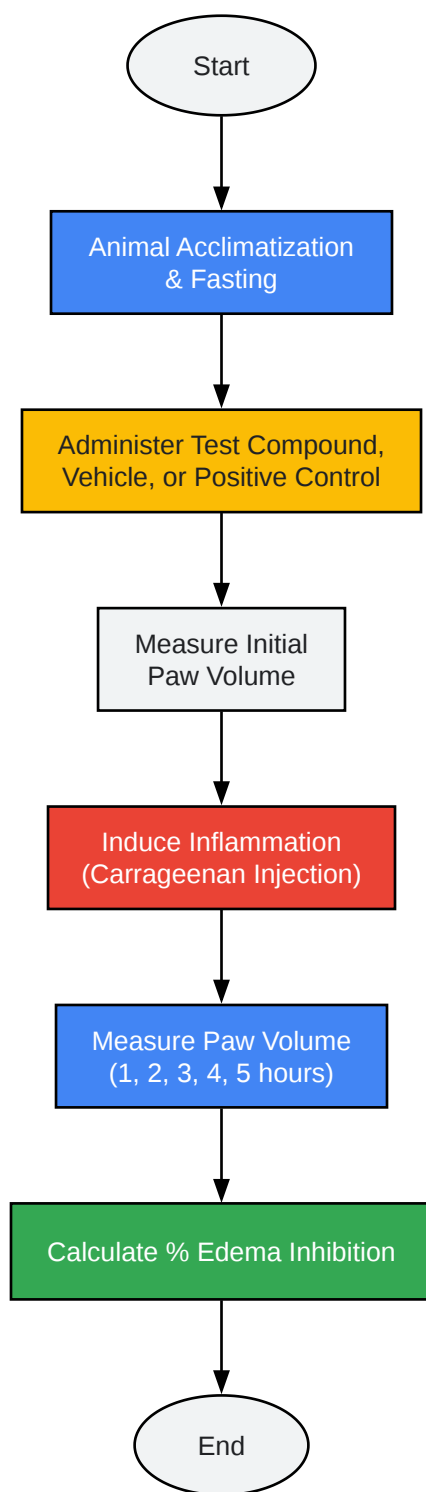 Start
Animal Acclimatization
& Fasting
Administer Test Compound,
Vehicle, or Positive Control
Measure Initial
Paw Volume
Induce Inflammation
(Carrageenan Injection)
Measure Paw Volume
(1, 2, 3, 4, 5 hours)
Calculate % Edema Inhibition
End